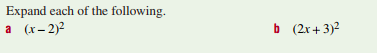 Expand each of the following.
a (x – 2)² b (2x + 3)²